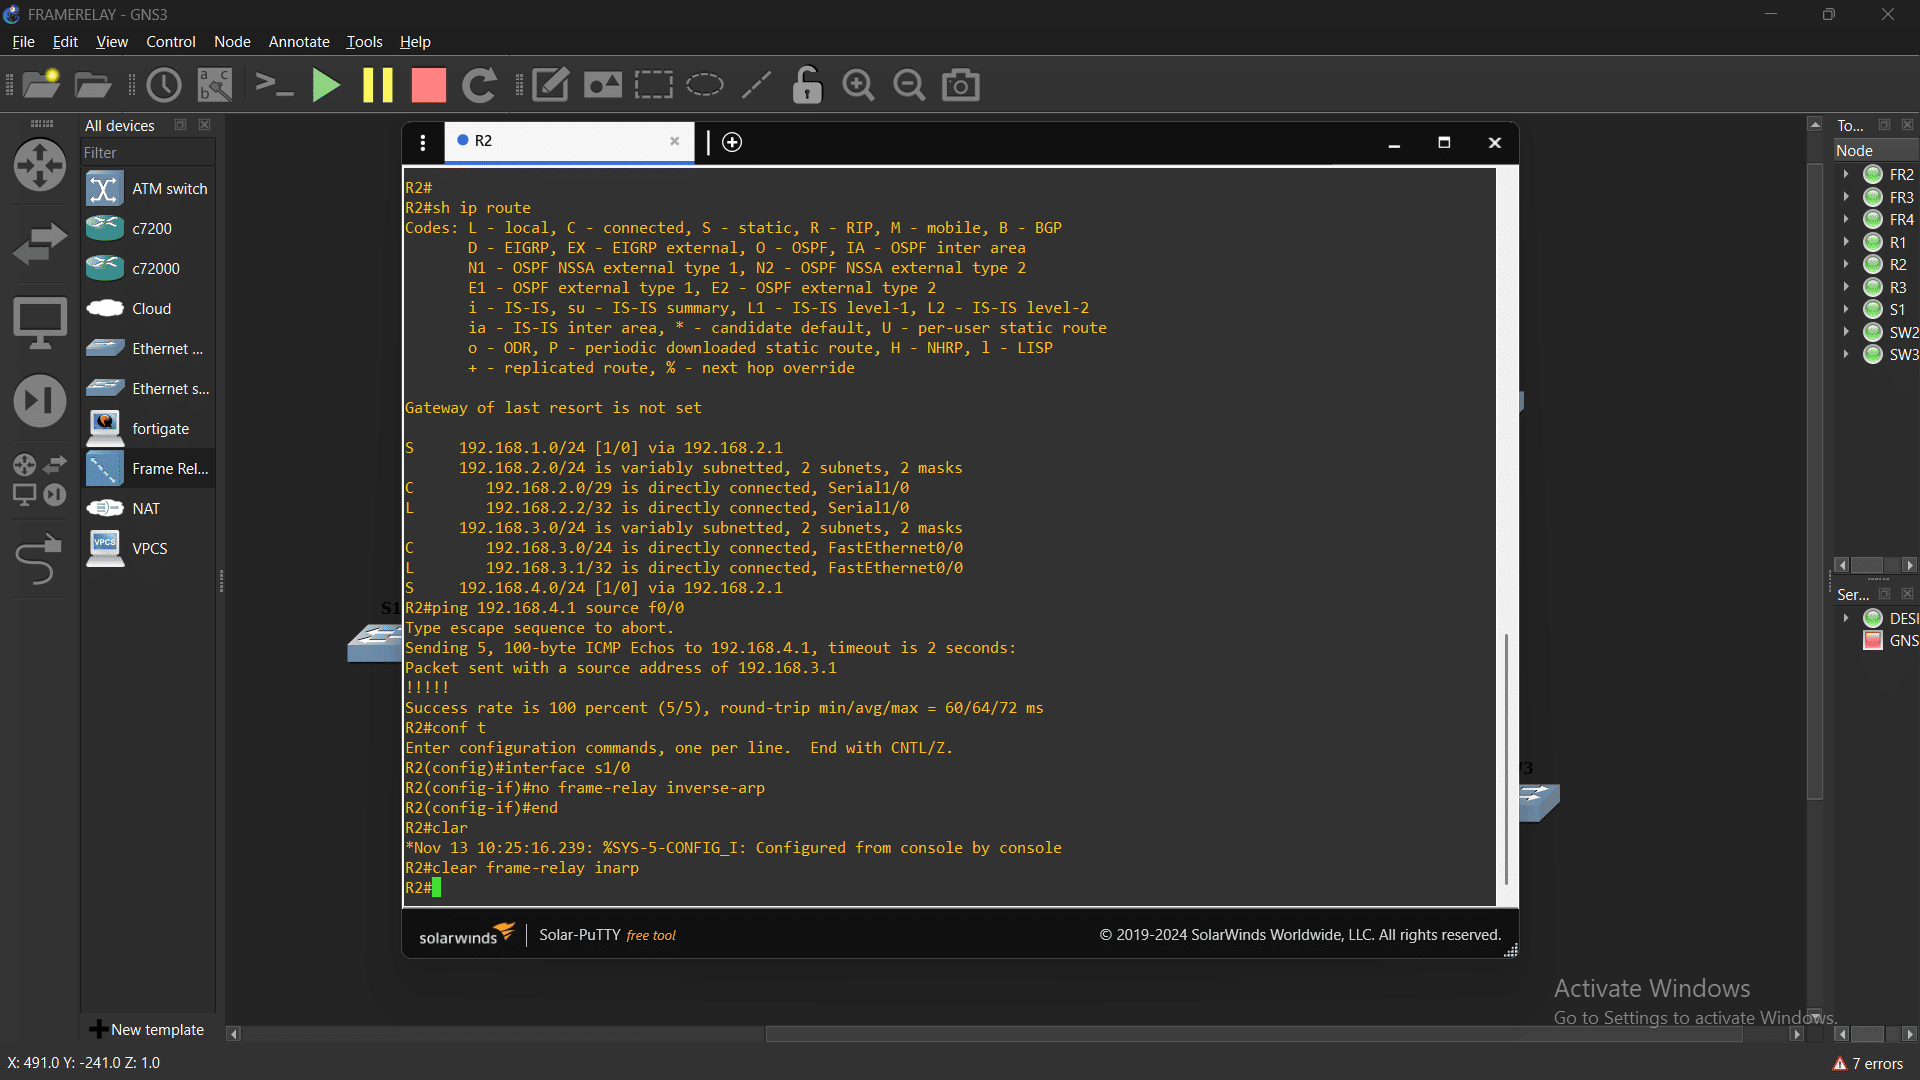 FRAMERELAY - GNS3
File Edit View Control Node Annotate Tools Help
All devices
Filter
ATM switch
c7200
c72000
Cloud
Ethernet ...
Ethernet s...
fortigate
Frame Rel...
NAT
VPCS
New template
R2
R2#
R2#sh ip route
Codes: L - local, C - connected, S - static, R - RIP, M - mobile, B - BGP
D - EIGRP, EX - EIGRP external, O - OSPF, IA - OSPF inter area
N1 - OSPF NSSA external type 1, N2 - OSPF NSSA external type 2
E1 - OSPF external type 1, E2 - OSPF external type 2
i - IS-IS, su - IS-IS summary, L1 - IS-IS level-1, L2 - IS-IS level-2
ia - IS-IS inter area, * - candidate default, U - per-user static route
o - ODR, P - periodic downloaded static route, H - NHRP, l - LISP
+ - replicated route, % - next hop override
Gateway of last resort is not set
S 192.168.1.0/24 [1/0] via 192.168.2.1
192.168.2.0/24 is variably subnetted, 2 subnets, 2 masks
C 192.168.2.0/29 is directly connected, Serial1/0
L 192.168.2.2/32 is directly connected, Serial1/0
192.168.3.0/24 is variably subnetted, 2 subnets, 2 masks
C 192.168.3.0/24 is directly connected, FastEthernet0/0
L 192.168.3.1/32 is directly connected, FastEthernet0/0
S 192.168.4.0/24 [1/0] via 192.168.2.1
R2#ping 192.168.4.1 source f0/0
Type escape sequence to abort.
Sending 5, 100-byte ICMP Echos to 192.168.4.1, timeout is 2 seconds:
Packet sent with a source address of 192.168.3.1
!!!!!
Success rate is 100 percent (5/5), round-trip min/avg/max = 60/64/72 ms
R2#conf t
Enter configuration commands, one per line.  End with CNTL/Z.
R2(config)#interface s1/0
R2(config-if)#no frame-relay inverse-arp
R2(config-if)#end
R2#clar
*Nov 13 10:25:16.239: %SYS-5-CONFIG_I: Configured from console by console
R2#clear frame-relay inarp
R2#
solarwinds
Solar-PuTTY free tool
© 2019-2024 SolarWinds Worldwide, LLC. All rights reserved.
S1
3
To...
Node
FR2
FR3
FR4
R1
R2
R3
S1
SW2
SW3
Ser...
DESI
GNS
Activate Windows
Go to Settings to activate Windows.
X: 491.0 Y: -241.0 Z: 1.0
7 errors